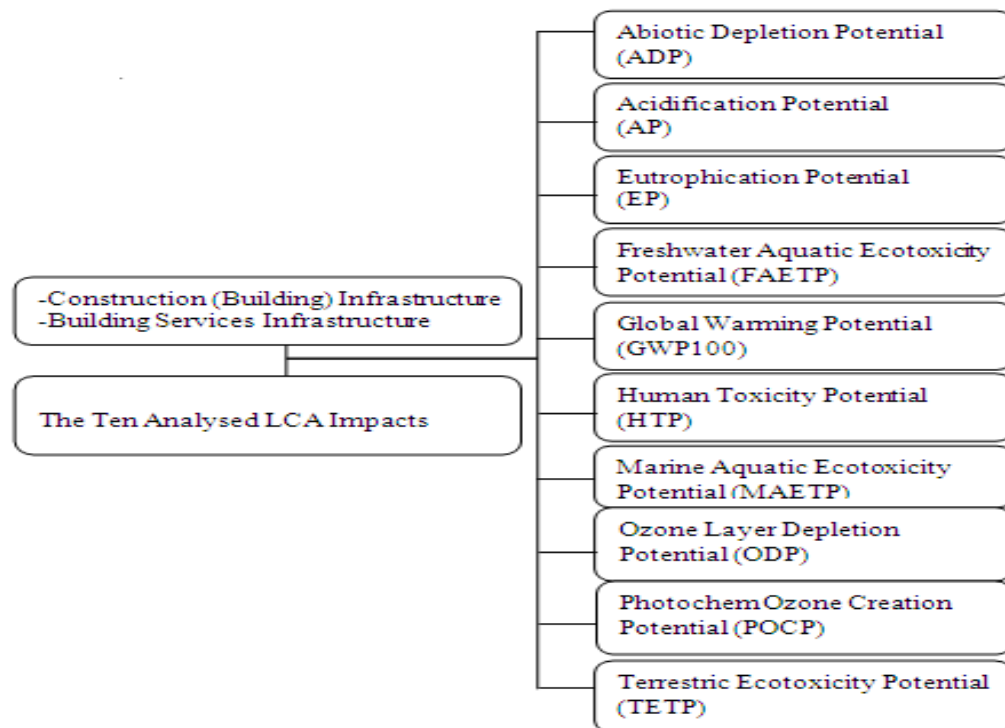 -Construction (Building) Infrastructure
-Building Services Infrastructure
The Ten Analysed LCA Impacts
Abiotic Depletion Potential
(ADP)
Acidification Potential
(AP)
Eutrophication Potential
(EP)
Freshwater Aquatic Ecotoxicity
Potential (FAETP)
Global Warming Potential
(GWP100)
Human Toxicity Potential
(HTP)
Marine Aquatic Ecotoxicity
Potential (MAETP)
Ozone Layer Depletion
Potential (ODP)
Photochem Ozone Creation
Potential (POCP)
Terrestric Ecotoxicity Potential
(TETP)